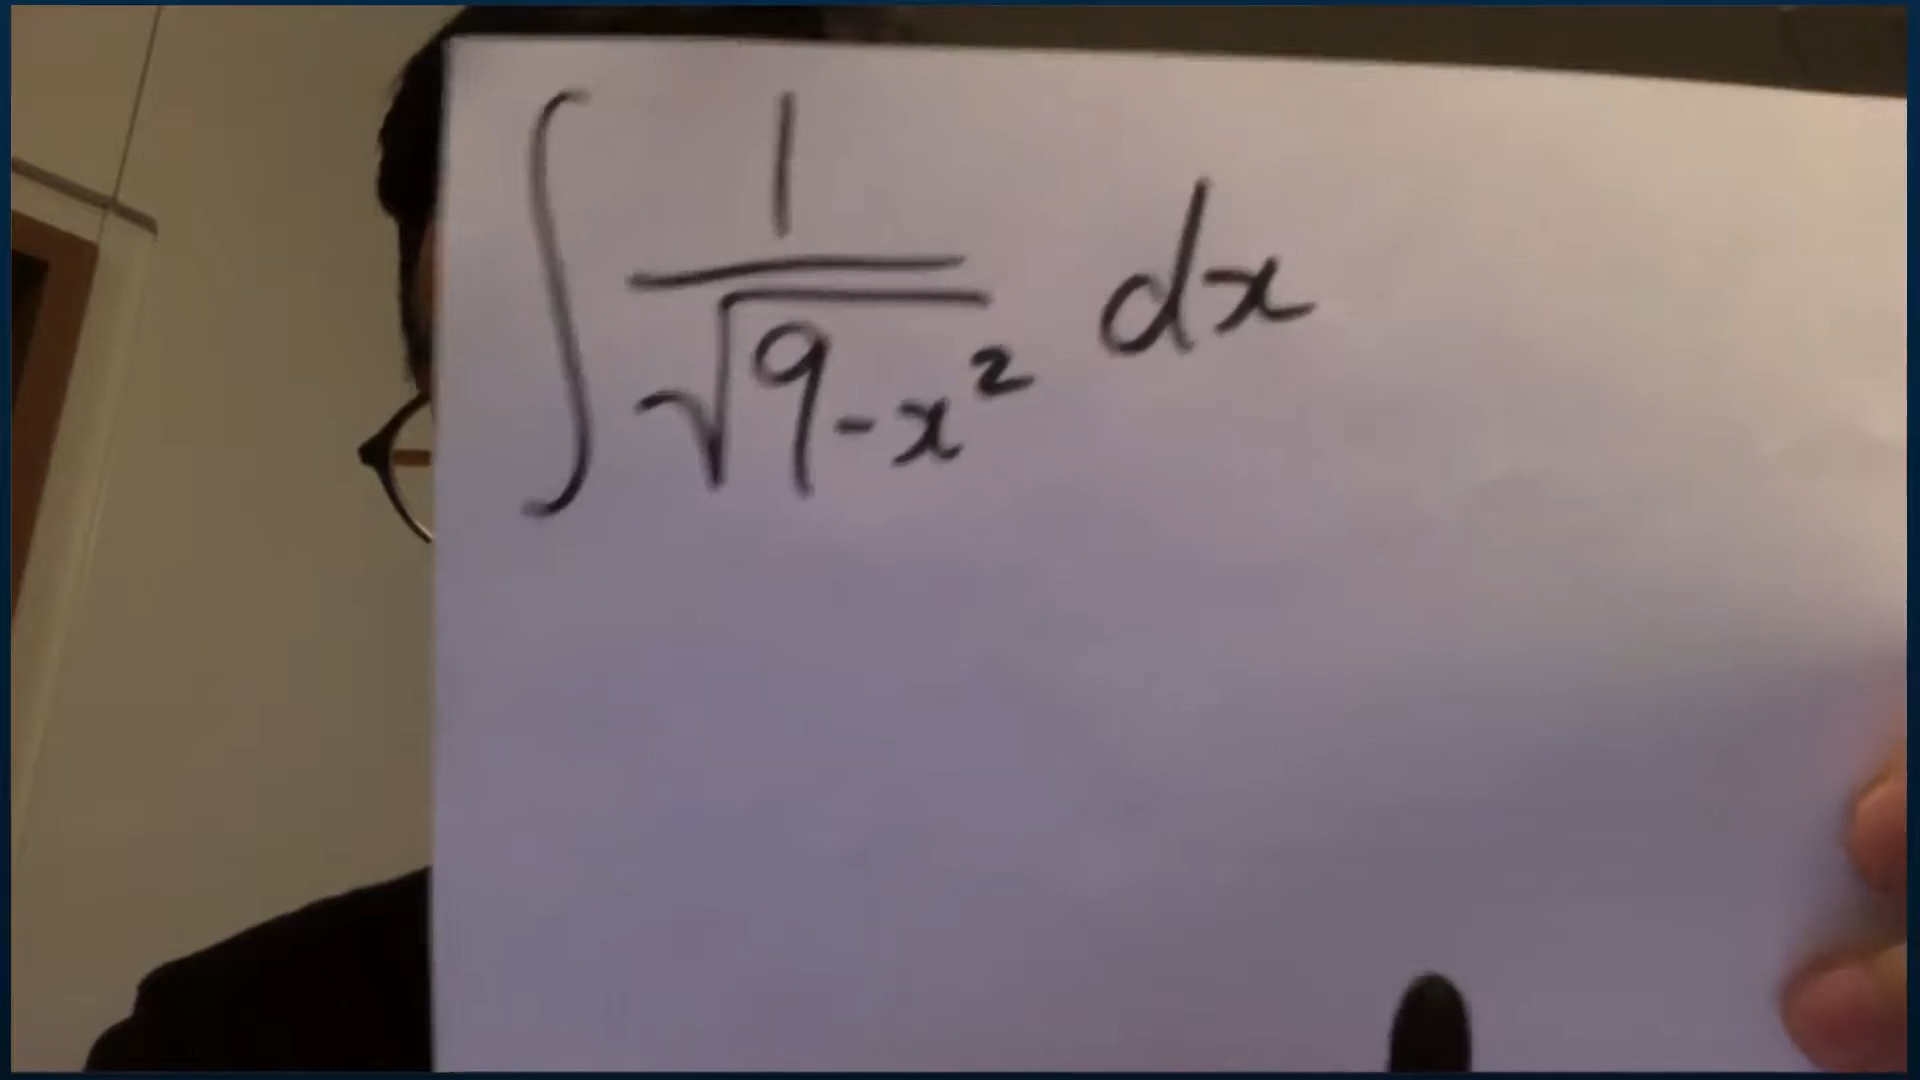 ∫ 1/√(9-x²) dx